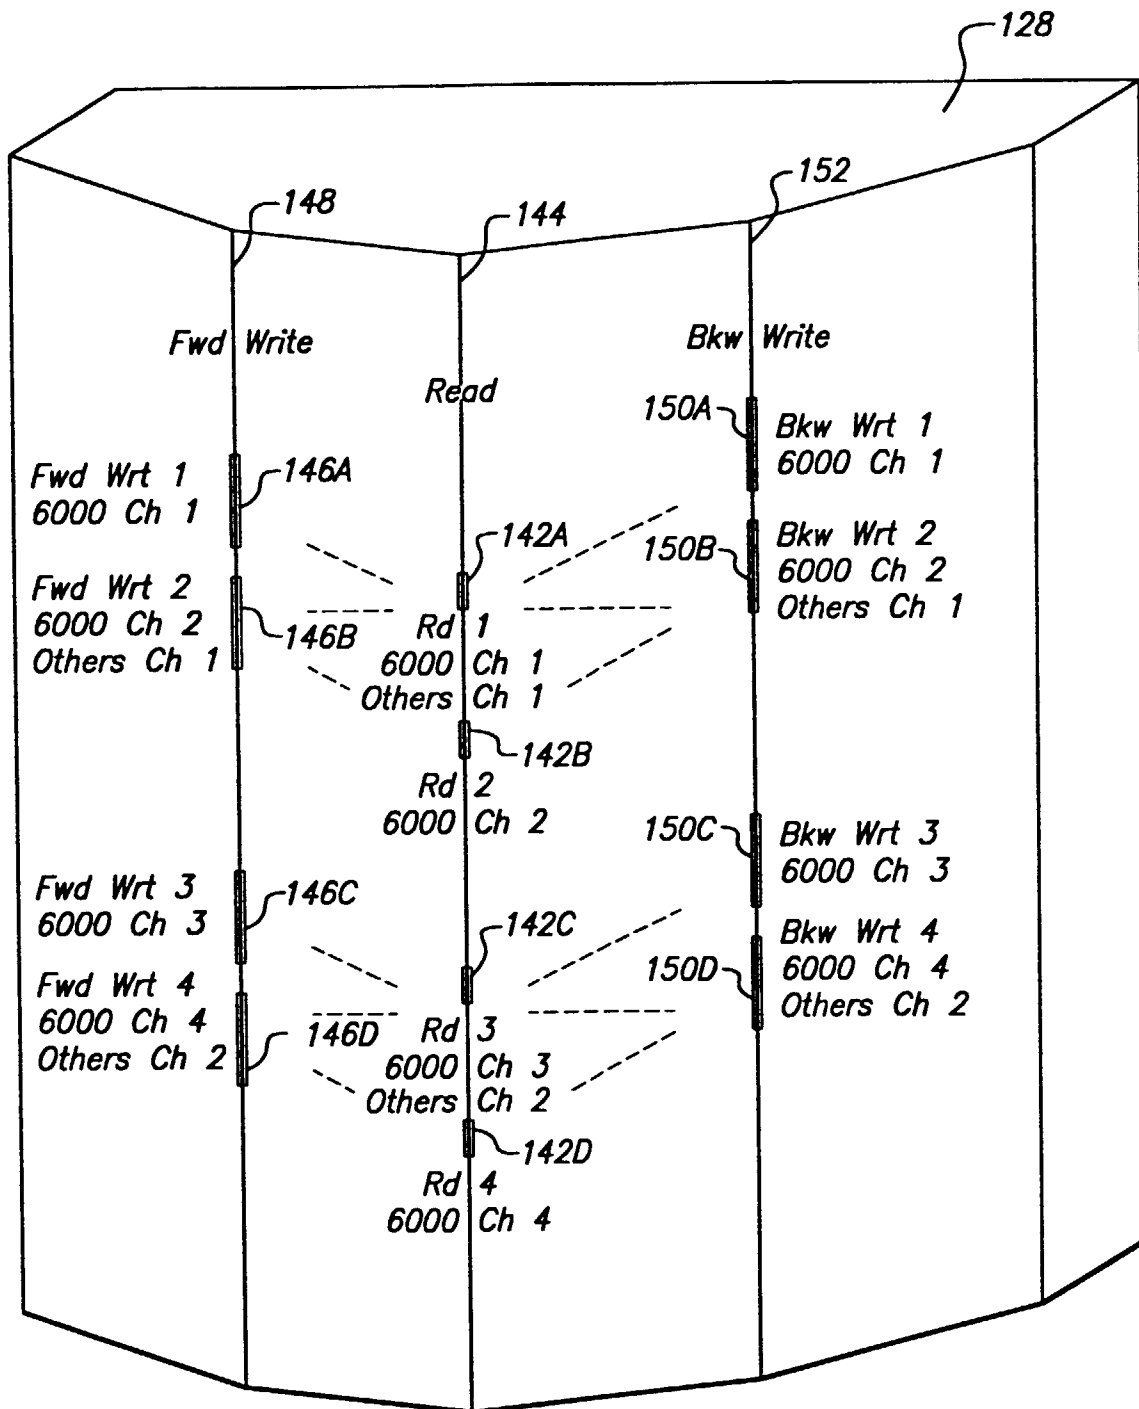 128
148
144
152
Fwd Write
Read
Bkw Write
Fwd Wrt 1
6000 Ch 1
146A
Fwd Wrt 2
6000 Ch 2
Others Ch 1
146B
142A
Rd 1
6000 Ch 1
Others Ch 1
142B
Rd 2
6000 Ch 2
150A
Bkw Wrt 1
6000 Ch 1
150B
Bkw Wrt 2
6000 Ch 2
Others Ch 1
Fwd Wrt 3
6000 Ch 3
146C
Fwd Wrt 4
6000 Ch 4
Others Ch 2
146D
142C
Rd 3
6000 Ch 3
Others Ch 2
142D
Rd 4
6000 Ch 4
150C
Bkw Wrt 3
6000 Ch 3
150D
Bkw Wrt 4
6000 Ch 4
Others Ch 2